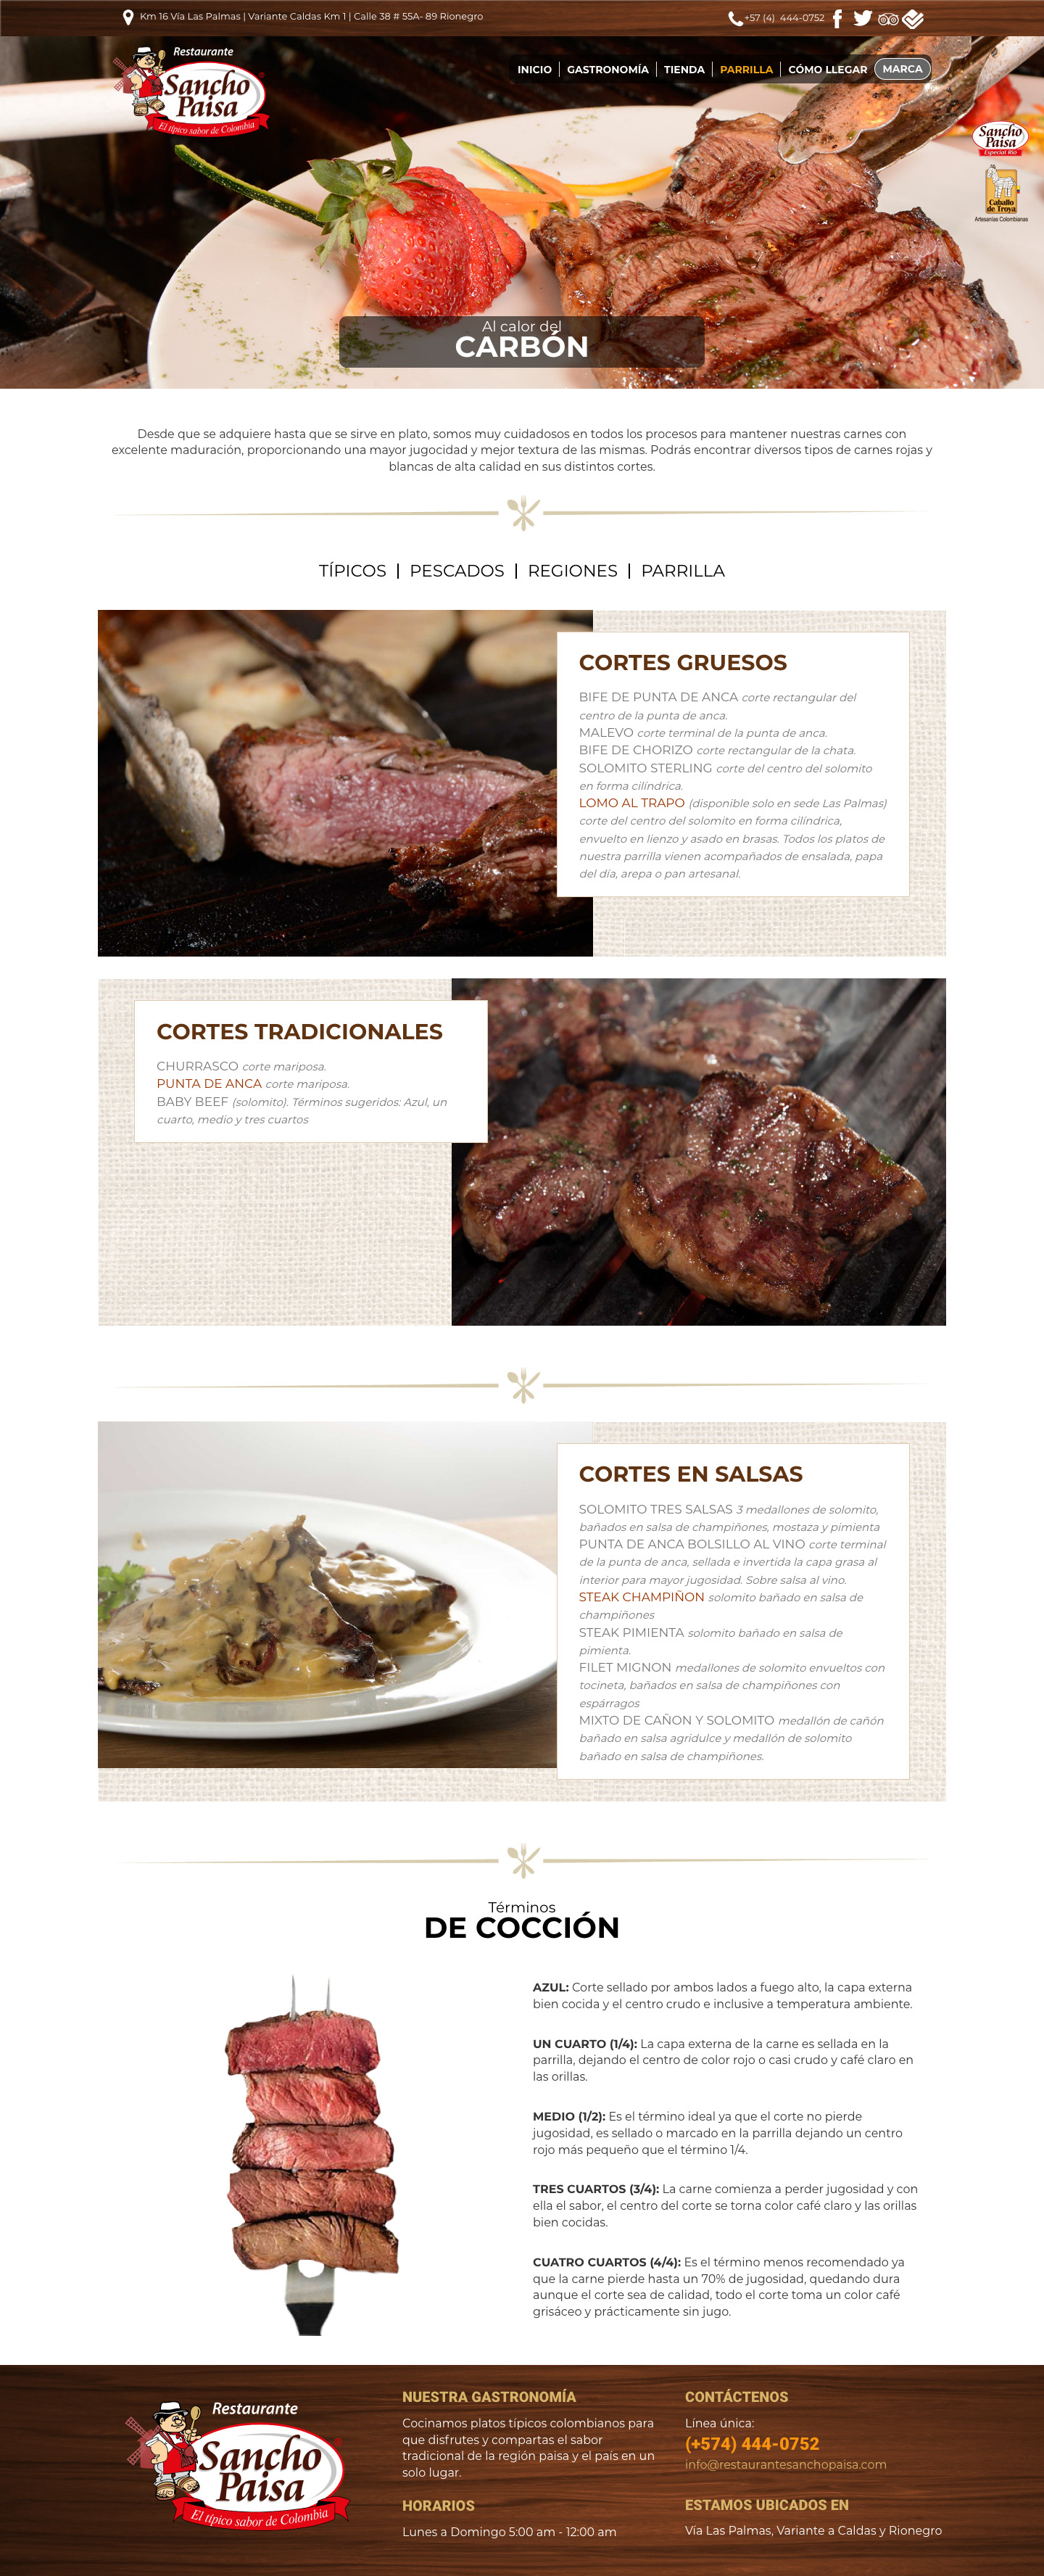 Km 16 Vía Las Palmas | Variante Caldas Km 1 | Calle 38 # 55A- 89 Rionegro
+57 (4) 444-0752
Restaurante
Sancho
Paisa
El típico sabor de Colombia
INICIO | GASTRONOMÍA | TIENDA | PARRILLA | CÓMO LLEGAR MARCA
Sancho
Paisa
Especial Río
Caballo
de Troya
Artesanías Colombianas
Al calor del
CARBÓN
Desde que se adquiere hasta que se sirve en plato, somos muy cuidadosos en todos los procesos para mantener nuestras carnes con
excelente maduración, proporcionando una mayor jugocidad y mejor textura de las mismas. Podrás encontrar diversos tipos de carnes rojas y
blancas de alta calidad en sus distintos cortes.
TÍPICOS | PESCADOS | REGIONES | PARRILLA
CORTES GRUESOS
BIFE DE PUNTA DE ANCA corte rectangular del
centro de la punta de anca.
MALEVO corte terminal de la punta de anca.
BIFE DE CHORIZO corte rectangular de la chata.
SOLOMITO STERLING corte del centro del solomito
en forma cilíndrica.
LOMO AL TRAPO (disponible solo en sede Las Palmas)
corte del centro del solomito en forma cilíndrica,
envuelto en lienzo y asado en brasas. Todos los platos de
nuestra parrilla vienen acompañados de ensalada, papa
del día, arepa o pan artesanal.
CORTES TRADICIONALES
CHURRASCO corte mariposa.
PUNTA DE ANCA corte mariposa.
BABY BEEF (solomito). Términos sugeridos: Azul, un
cuarto, medio y tres cuartos
CORTES EN SALSAS
SOLOMITO TRES SALSAS 3 medallones de solomito,
bañados en salsa de champiñones, mostaza y pimienta
PUNTA DE ANCA BOLSILLO AL VINO corte terminal
de la punta de anca, sellada e invertida la capa grasa al
interior para mayor jugosidad. Sobre salsa al vino.
STEAK CHAMPIÑON solomito bañado en salsa de
champiñones
STEAK PIMIENTA solomito bañado en salsa de
pimienta.
FILET MIGNON medallones de solomito envueltos con
tocineta, bañados en salsa de champiñones con
espárragos
MIXTO DE CAÑON Y SOLOMITO medallón de cañón
bañado en salsa agridulce y medallón de solomito
bañado en salsa de champiñones.
Términos
DE COCCIÓN
AZUL: Corte sellado por ambos lados a fuego alto, la capa externa
bien cocida y el centro crudo e inclusive a temperatura ambiente.
UN CUARTO (1/4): La capa externa de la carne es sellada en la
parrilla, dejando el centro de color rojo o casi crudo y café claro en
las orillas.
MEDIO (1/2): Es el término ideal ya que el corte no pierde
jugosidad, es sellado o marcado en la parrilla dejando un centro
rojo más pequeño que el término 1/4.
TRES CUARTOS (3/4): La carne comienza a perder jugosidad y con
ella el sabor, el centro del corte se torna color café claro y las orillas
bien cocidas.
CUATRO CUARTOS (4/4): Es el término menos recomendado ya
que la carne pierde hasta un 70% de jugosidad, quedando dura
aunque el corte sea de calidad, todo el corte toma un color café
grisáceo y prácticamente sin jugo.
Restaurante
Sancho
Paisa
El típico sabor de Colombia
NUESTRA GASTRONOMÍA
Cocinamos platos típicos colombianos para
que disfrutes y compartas el sabor
tradicional de la región paisa y el país en un
solo lugar.
HORARIOS
Lunes a Domingo 5:00 am - 12:00 am
CONTÁCTENOS
Línea única:
(+574) 444-0752
info@restaurantesanchopaisa.com
ESTAMOS UBICADOS EN
Vía Las Palmas, Variante a Caldas y Rionegro